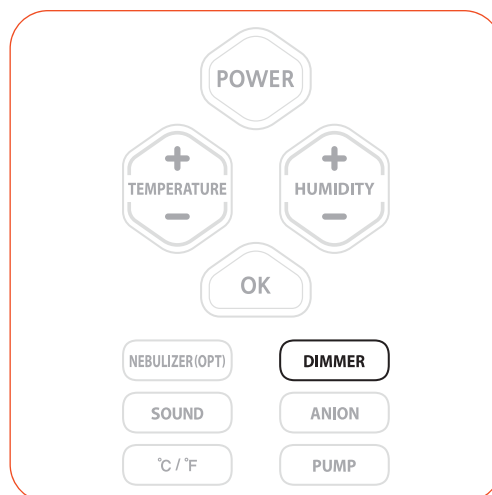 POWER
+ +
TEMPERATURE HUMIDITY
− −
OK
NEBULIZER(OPT) DIMMER
SOUND ANION
℃ / ℉ PUMP